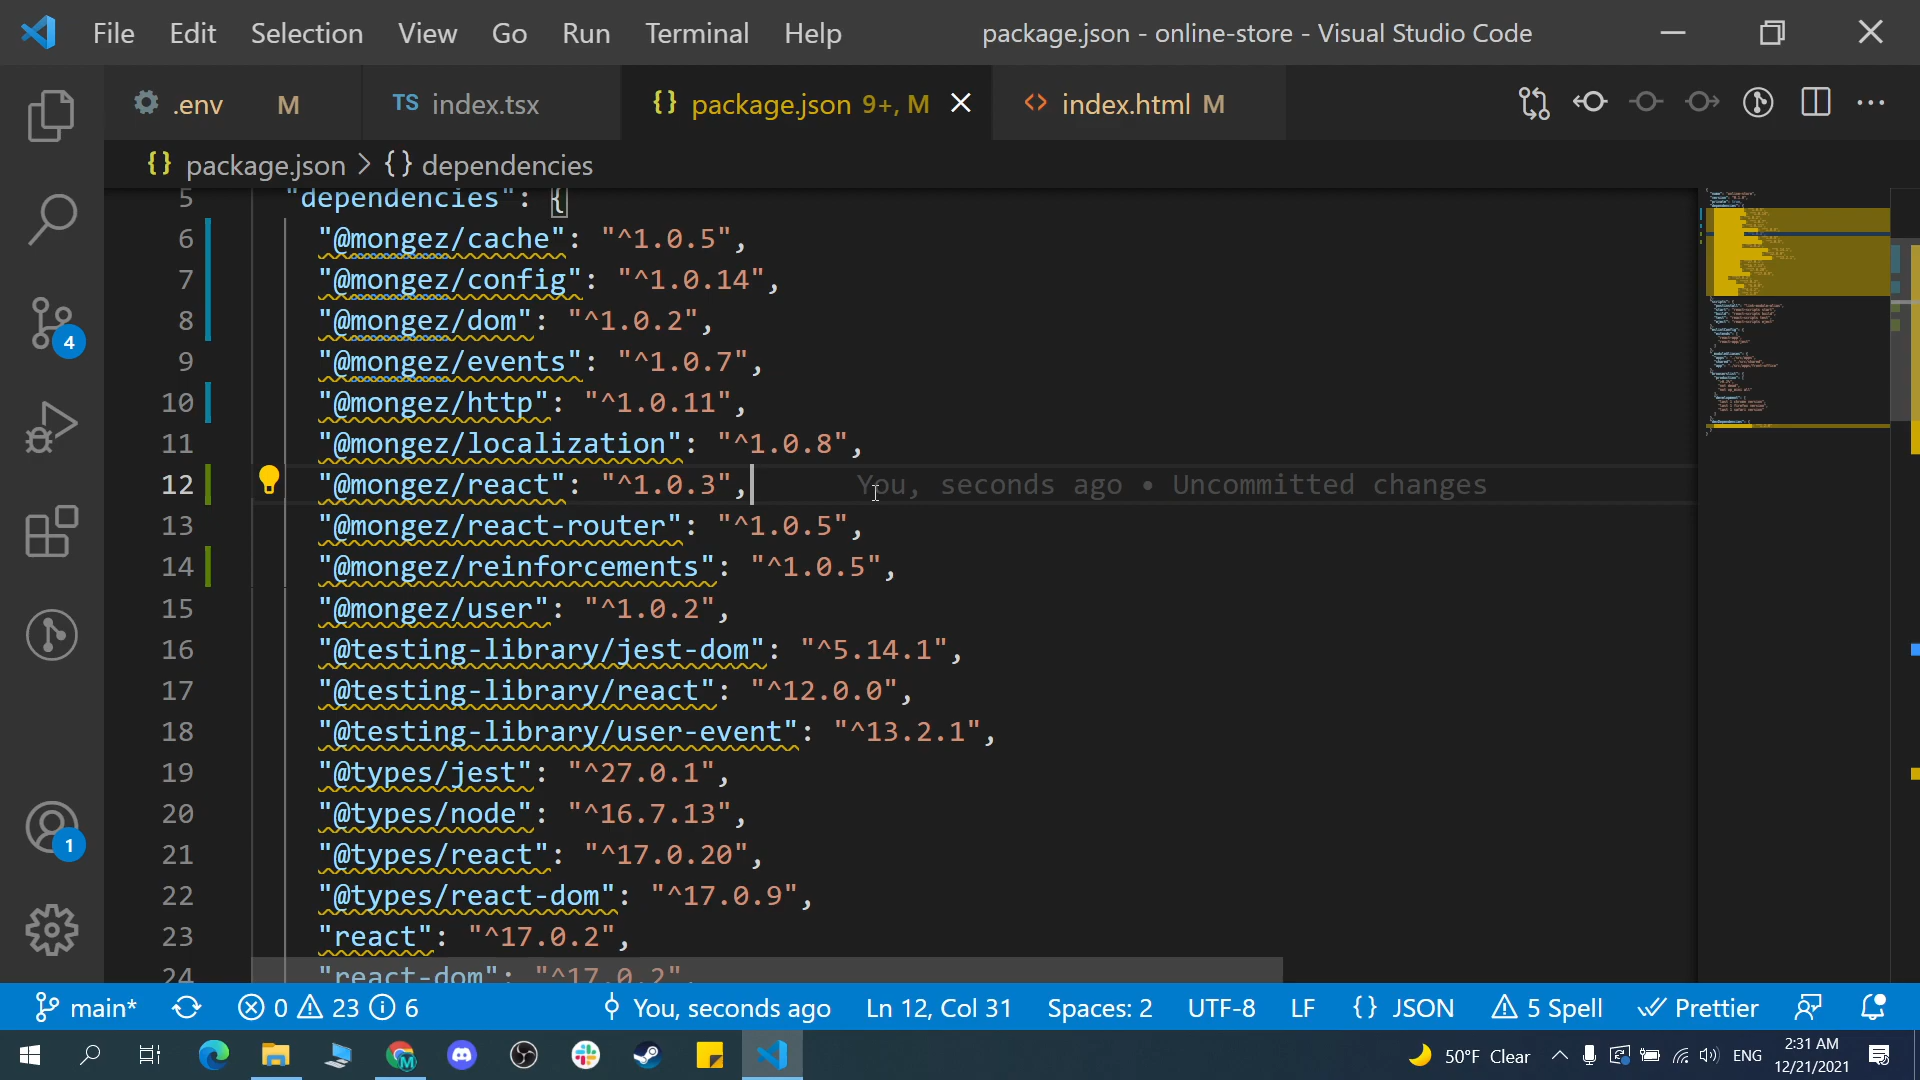 File Edit Selection View Go Run Terminal Help package.json - online-store - Visual Studio Code
.env M TS index.tsx {} package.json 9+, M index.html M
{} package.json > {} dependencies
5 "dependencies": {
6 "@mongez/cache": "^1.0.5",
7 "@mongez/config": "^1.0.14",
8 "@mongez/dom": "^1.0.2",
9 "@mongez/events": "^1.0.7",
10 "@mongez/http": "^1.0.11",
11 "@mongez/localization": "^1.0.8",
12 "@mongez/react": "^1.0.3", You, seconds ago • Uncommitted changes
13 "@mongez/react-router": "^1.0.5",
14 "@mongez/reinforcements": "^1.0.5",
15 "@mongez/user": "^1.0.2",
16 "@testing-library/jest-dom": "^5.14.1",
17 "@testing-library/react": "^12.0.0",
18 "@testing-library/user-event": "^13.2.1",
19 "@types/jest": "^27.0.1",
20 "@types/node": "^16.7.13",
21 "@types/react": "^17.0.20",
22 "@types/react-dom": "^17.0.9",
23 "react": "^17.0.2",
24 "react-dom": "^17.0.2",
4
1
main* 0 23 6 You, seconds ago Ln 12, Col 31 Spaces: 2 UTF-8 LF {} JSON 5 Spell Prettier
50°F Clear ENG 2:31 AM
12/21/2021